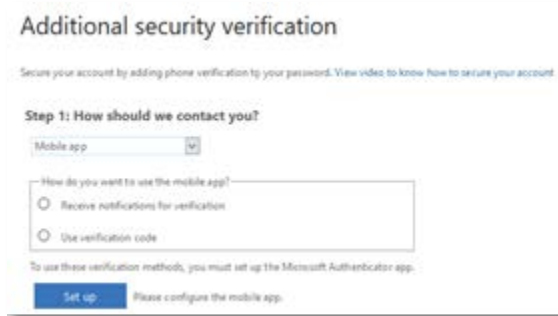 Additional security verification
Secure your account by adding phone verification to your password. View video to know how to secure your account
Step 1: How should we contact you?
Mobile app
How do you want to use the mobile app?
Receive notifications for verification
Use verification code
To use these verification methods, you must set up the Microsoft Authenticator app.
Set up Please configure the mobile app.